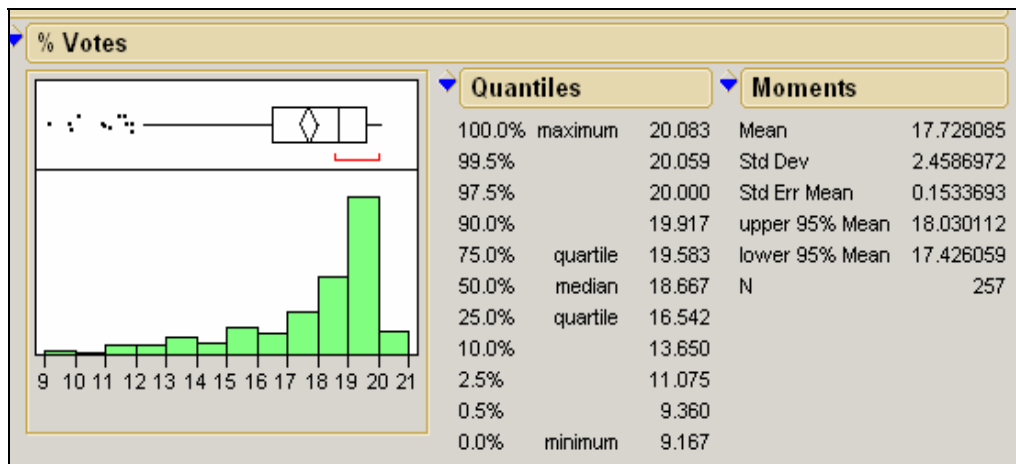 % Votes
Quantiles
100.0% maximum 20.083
99.5% 20.059
97.5% 20.000
90.0% 19.917
75.0% quartile 19.583
50.0% median 18.667
25.0% quartile 16.542
10.0% 13.650
2.5% 11.075
0.5% 9.360
0.0% minimum 9.167
Moments
Mean 17.728085
Std Dev 2.4586972
Std Err Mean 0.1533693
upper 95% Mean 18.030112
lower 95% Mean 17.426059
N 257
9 10 11 12 13 14 15 16 17 18 19 20 21